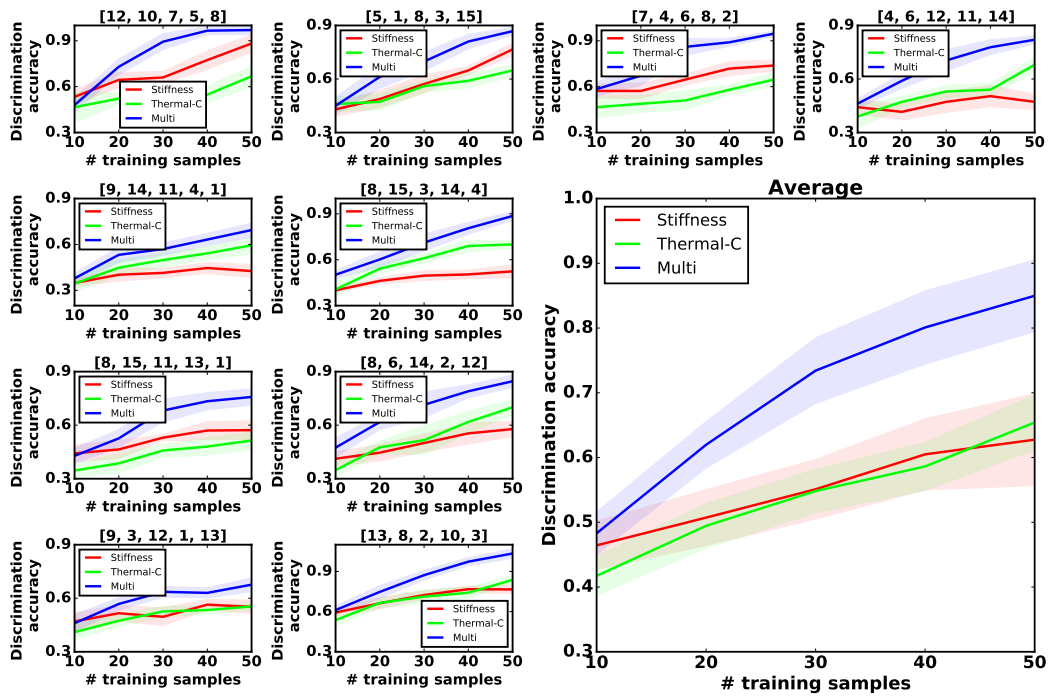 [12, 10, 7, 5, 8]
Discrimination
accuracy
0.9
0.6
0.3
Stiffness
Thermal-C
Multi
10 20 30 40 50
# training samples
[5, 1, 8, 3, 15]
Discrimination
accuracy
0.9
0.6
0.3
Stiffness
Thermal-C
Multi
10 20 30 40 50
# training samples
[7, 4, 6, 8, 2]
Discrimination
accuracy
0.9
0.6
0.3
Stiffness
Thermal-C
Multi
10 20 30 40 50
# training samples
[4, 6, 12, 11, 14]
Discrimination
accuracy
0.9
0.6
0.3
Stiffness
Thermal-C
Multi
10 20 30 40 50
# training samples
[9, 14, 11, 4, 1]
Discrimination
accuracy
0.9
0.6
0.3
Stiffness
Thermal-C
Multi
10 20 30 40 50
# training samples
[8, 15, 3, 14, 4]
Discrimination
accuracy
0.9
0.6
0.3
Stiffness
Thermal-C
Multi
10 20 30 40 50
# training samples
Average
Discrimination accuracy
1.0
0.9
0.8
0.7
0.6
0.5
0.4
0.3
Stiffness
Thermal-C
Multi
10 20 30 40 50
# training samples
[8, 15, 11, 13, 1]
Discrimination
accuracy
0.9
0.6
0.3
Stiffness
Thermal-C
Multi
10 20 30 40 50
# training samples
[8, 6, 14, 2, 12]
Discrimination
accuracy
0.9
0.6
0.3
Stiffness
Thermal-C
Multi
10 20 30 40 50
# training samples
[9, 3, 12, 1, 13]
Discrimination
accuracy
0.9
0.6
0.3
Stiffness
Thermal-C
Multi
10 20 30 40 50
# training samples
[13, 8, 2, 10, 3]
Discrimination
accuracy
0.9
0.6
0.3
Stiffness
Thermal-C
Multi
10 20 30 40 50
# training samples